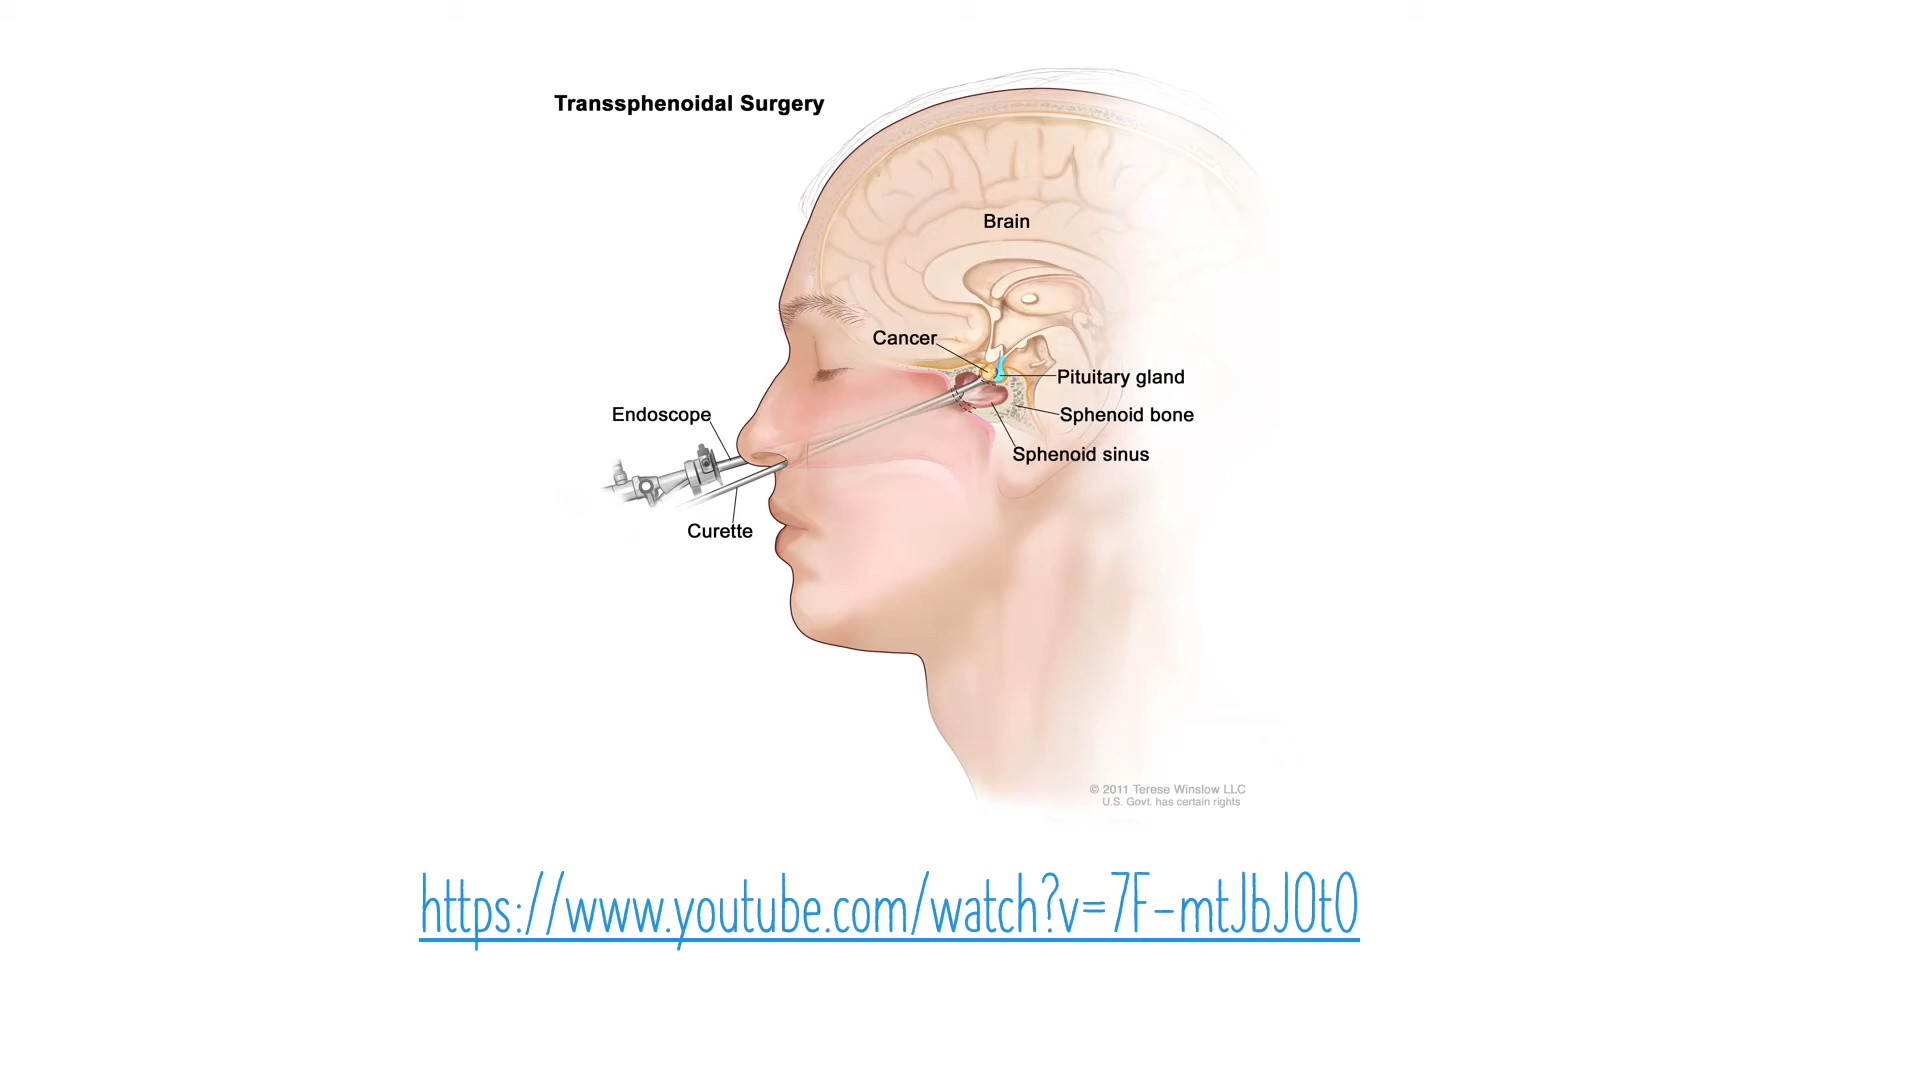 Transsphenoidal Surgery
Brain
Cancer
Pituitary gland
Endoscope
Sphenoid bone
Sphenoid sinus
Curette
© 2011 Terese Winslow LLC
U.S. Govt. has certain rights
https://www.youtube.com/watch?v=7F-mtJbJ0t0